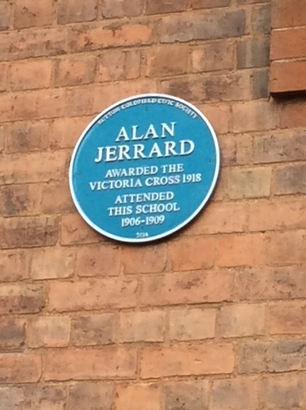 SUTTON COLDFIELD CIVIC SOCIETY
ALAN
JERRARD
AWARDED THE
VICTORIA CROSS 1918
ATTENDED
THIS SCHOOL
1906-1909
2014